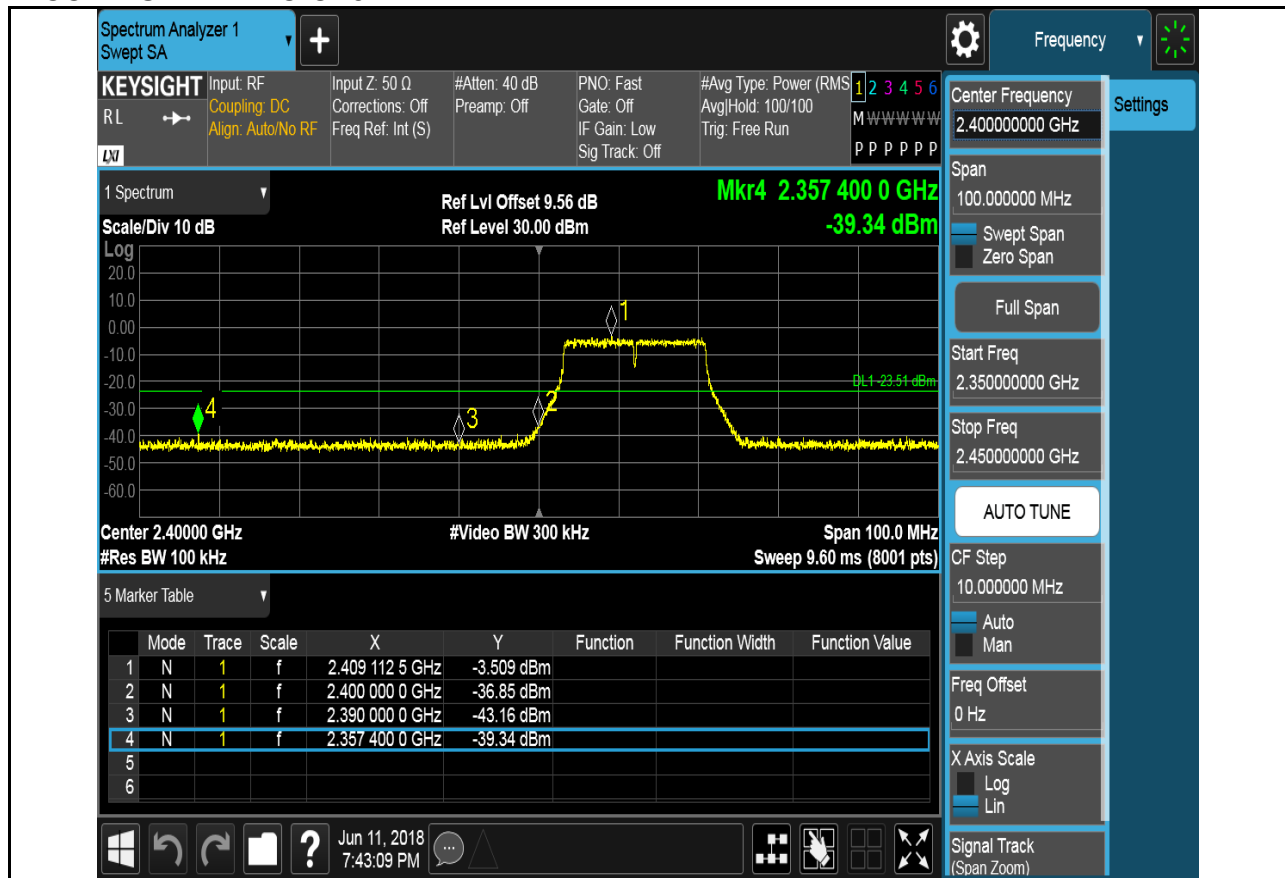 Spectrum Analyzer 1
Swept SA
+
Frequency
KEYSIGHT
RL
LXI
Input: RF
Coupling: DC
Align: Auto/No RF
Input Z: 50 Ω
Corrections: Off
Freq Ref: Int (S)
#Atten: 40 dB
Preamp: Off
PNO: Fast
Gate: Off
IF Gain: Low
Sig Track: Off
#Avg Type: Power (RMS
Avg|Hold: 100/100
Trig: Free Run
1 2 3 4 5 6
M W W W W W
P P P P P P
1 Spectrum
Scale/Div 10 dB
Ref Lvl Offset 9.56 dB
Ref Level 30.00 dBm
Mkr4 2.357 400 0 GHz
-39.34 dBm
Log
20.0
10.0
0.00
-10.0
-20.0
-30.0
-40.0
-50.0
-60.0
1
2
3
4
DL1 -23.51 dBm
Center 2.40000 GHz
#Res BW 100 kHz
#Video BW 300 kHz
Span 100.0 MHz
Sweep 9.60 ms (8001 pts)
5 Marker Table
Mode Trace Scale X Y Function Function Width Function Value
1 N 1 f 2.409 112 5 GHz -3.509 dBm
2 N 1 f 2.400 000 0 GHz -36.85 dBm
3 N 1 f 2.390 000 0 GHz -43.16 dBm
4 N 1 f 2.357 400 0 GHz -39.34 dBm
5
6
?
Jun 11, 2018
7:43:09 PM
Center Frequency
2.400000000 GHz
Settings
Span
100.000000 MHz
Swept Span
Zero Span
Full Span
Start Freq
2.350000000 GHz
Stop Freq
2.450000000 GHz
AUTO TUNE
CF Step
10.000000 MHz
Auto
Man
Freq Offset
0 Hz
X Axis Scale
Log
Lin
Signal Track
(Span Zoom)